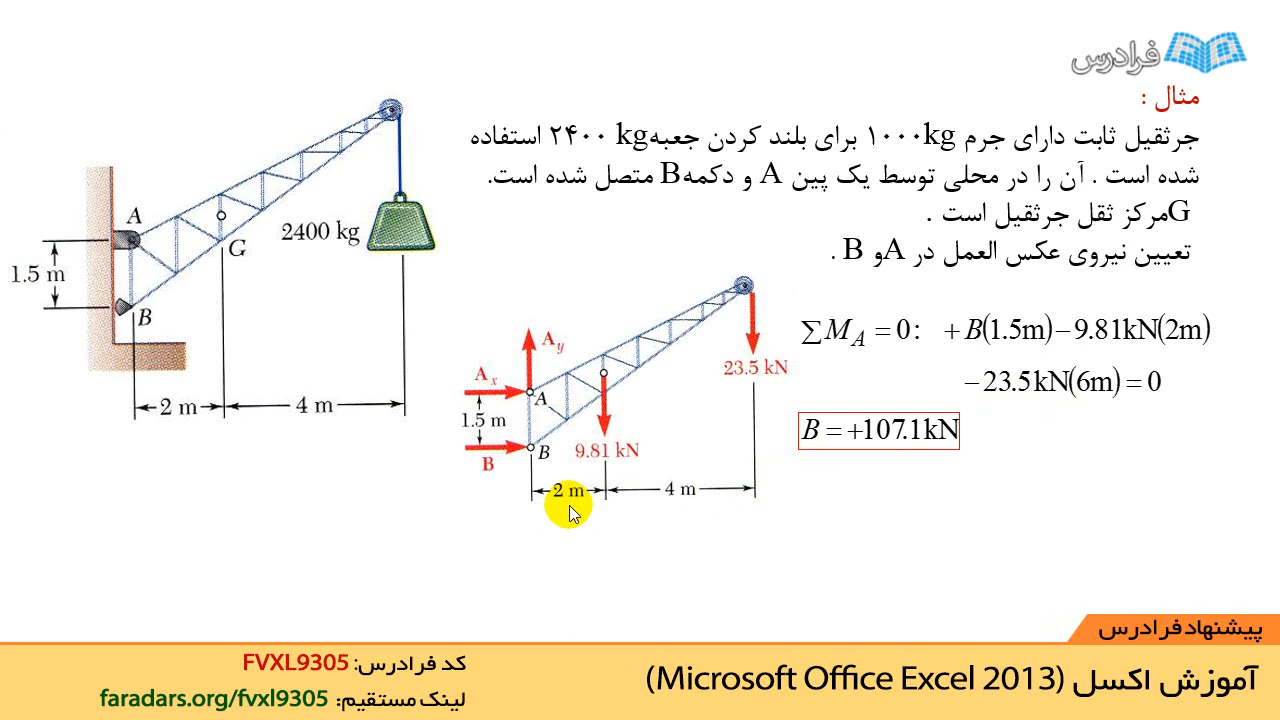 فرادرس
مثال :
جرثقیل ثابت دارای جرم ۱۰۰۰kg برای بلند کردن جعبه۲۴۰۰ kg استفاده
شده است . آن را در محلی توسط یک پین A و دکمهB متصل شده است.
Gمرکز ثقل جرثقیل است .
تعیین نیروی عکس العمل در Aو B .
A
2400 kg
G
1.5 m
B
2 m
4 m
A_y
A_x
23.5 kN
A
1.5 m
B
B
9.81 kN
2 m
4 m
∑M_A = 0: +B(1.5m) − 9.81kN(2m)
− 23.5kN(6m) = 0
B = +107.1kN
پیشنهاد فرادرس
آموزش اکسل (Microsoft Office Excel 2013)
کد فرادرس: FVXL9305
لینک مستقیم: faradars.org/fvxl9305